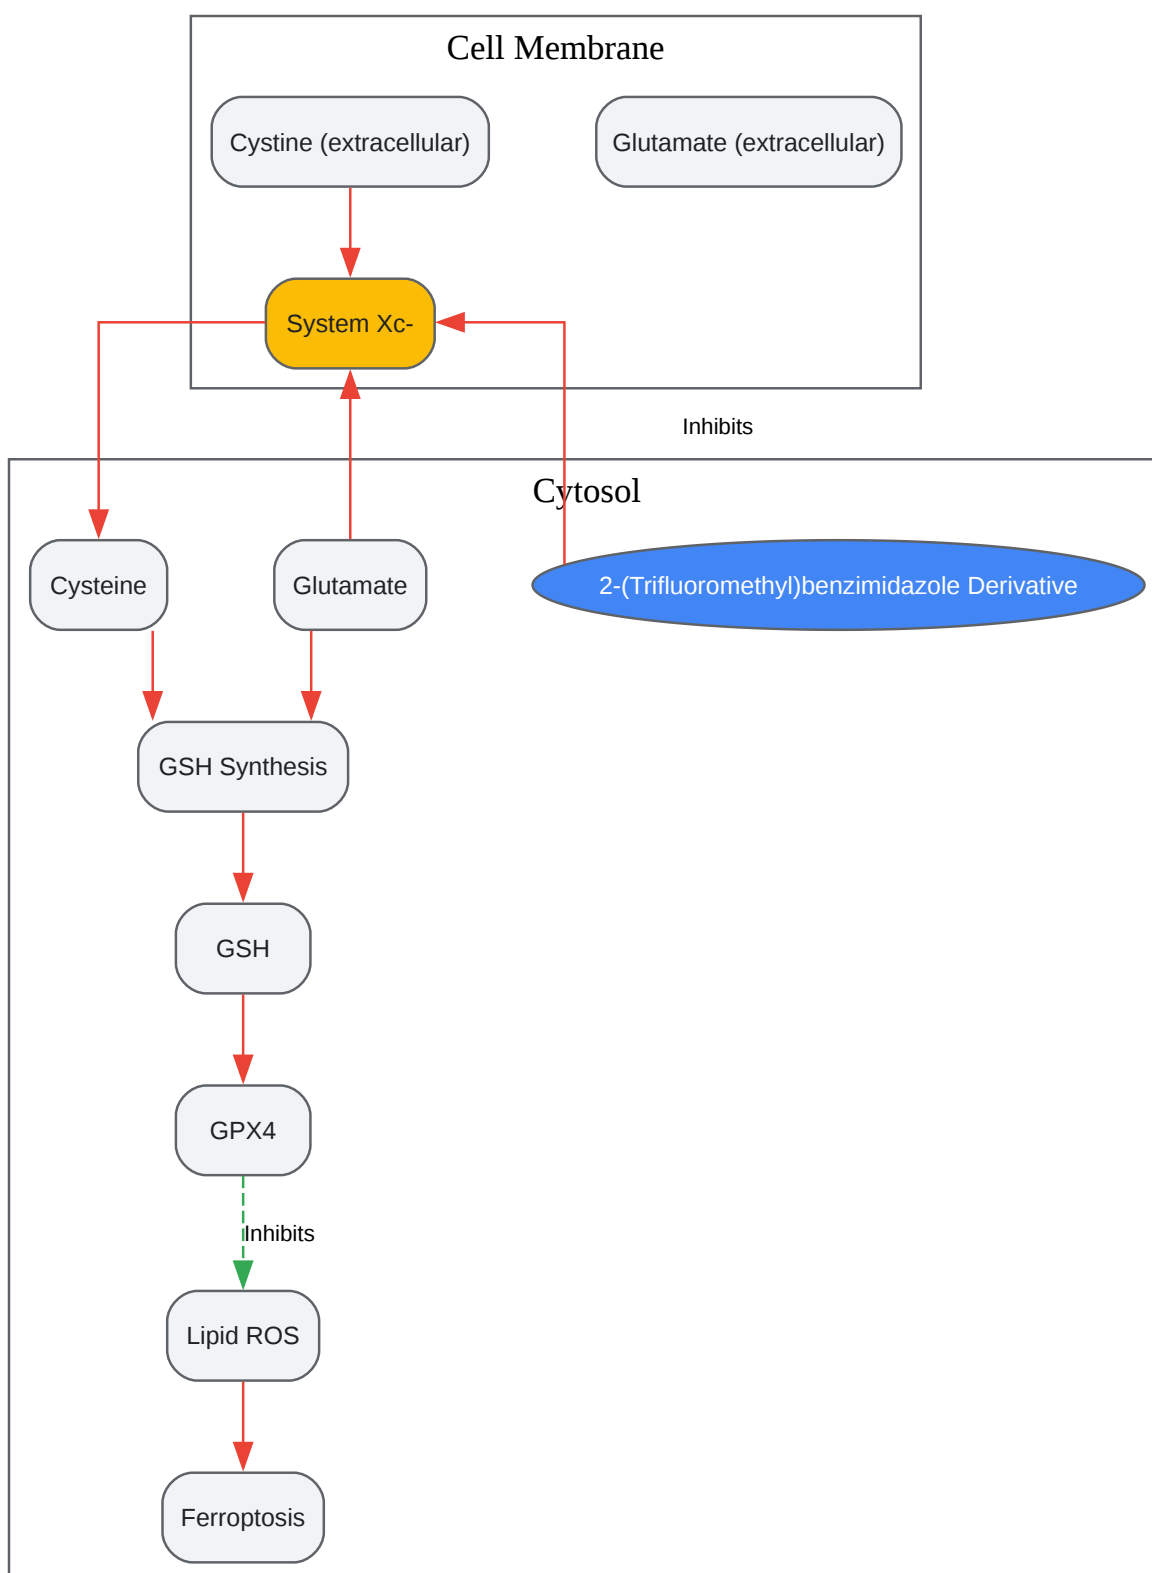 Cell Membrane
Cystine (extracellular)
Glutamate (extracellular)
System Xc-
Inhibits
Cytosol
Cysteine
Glutamate
2-(Trifluoromethyl)benzimidazole Derivative
GSH Synthesis
GSH
GPX4
Inhibits
Lipid ROS
Ferroptosis